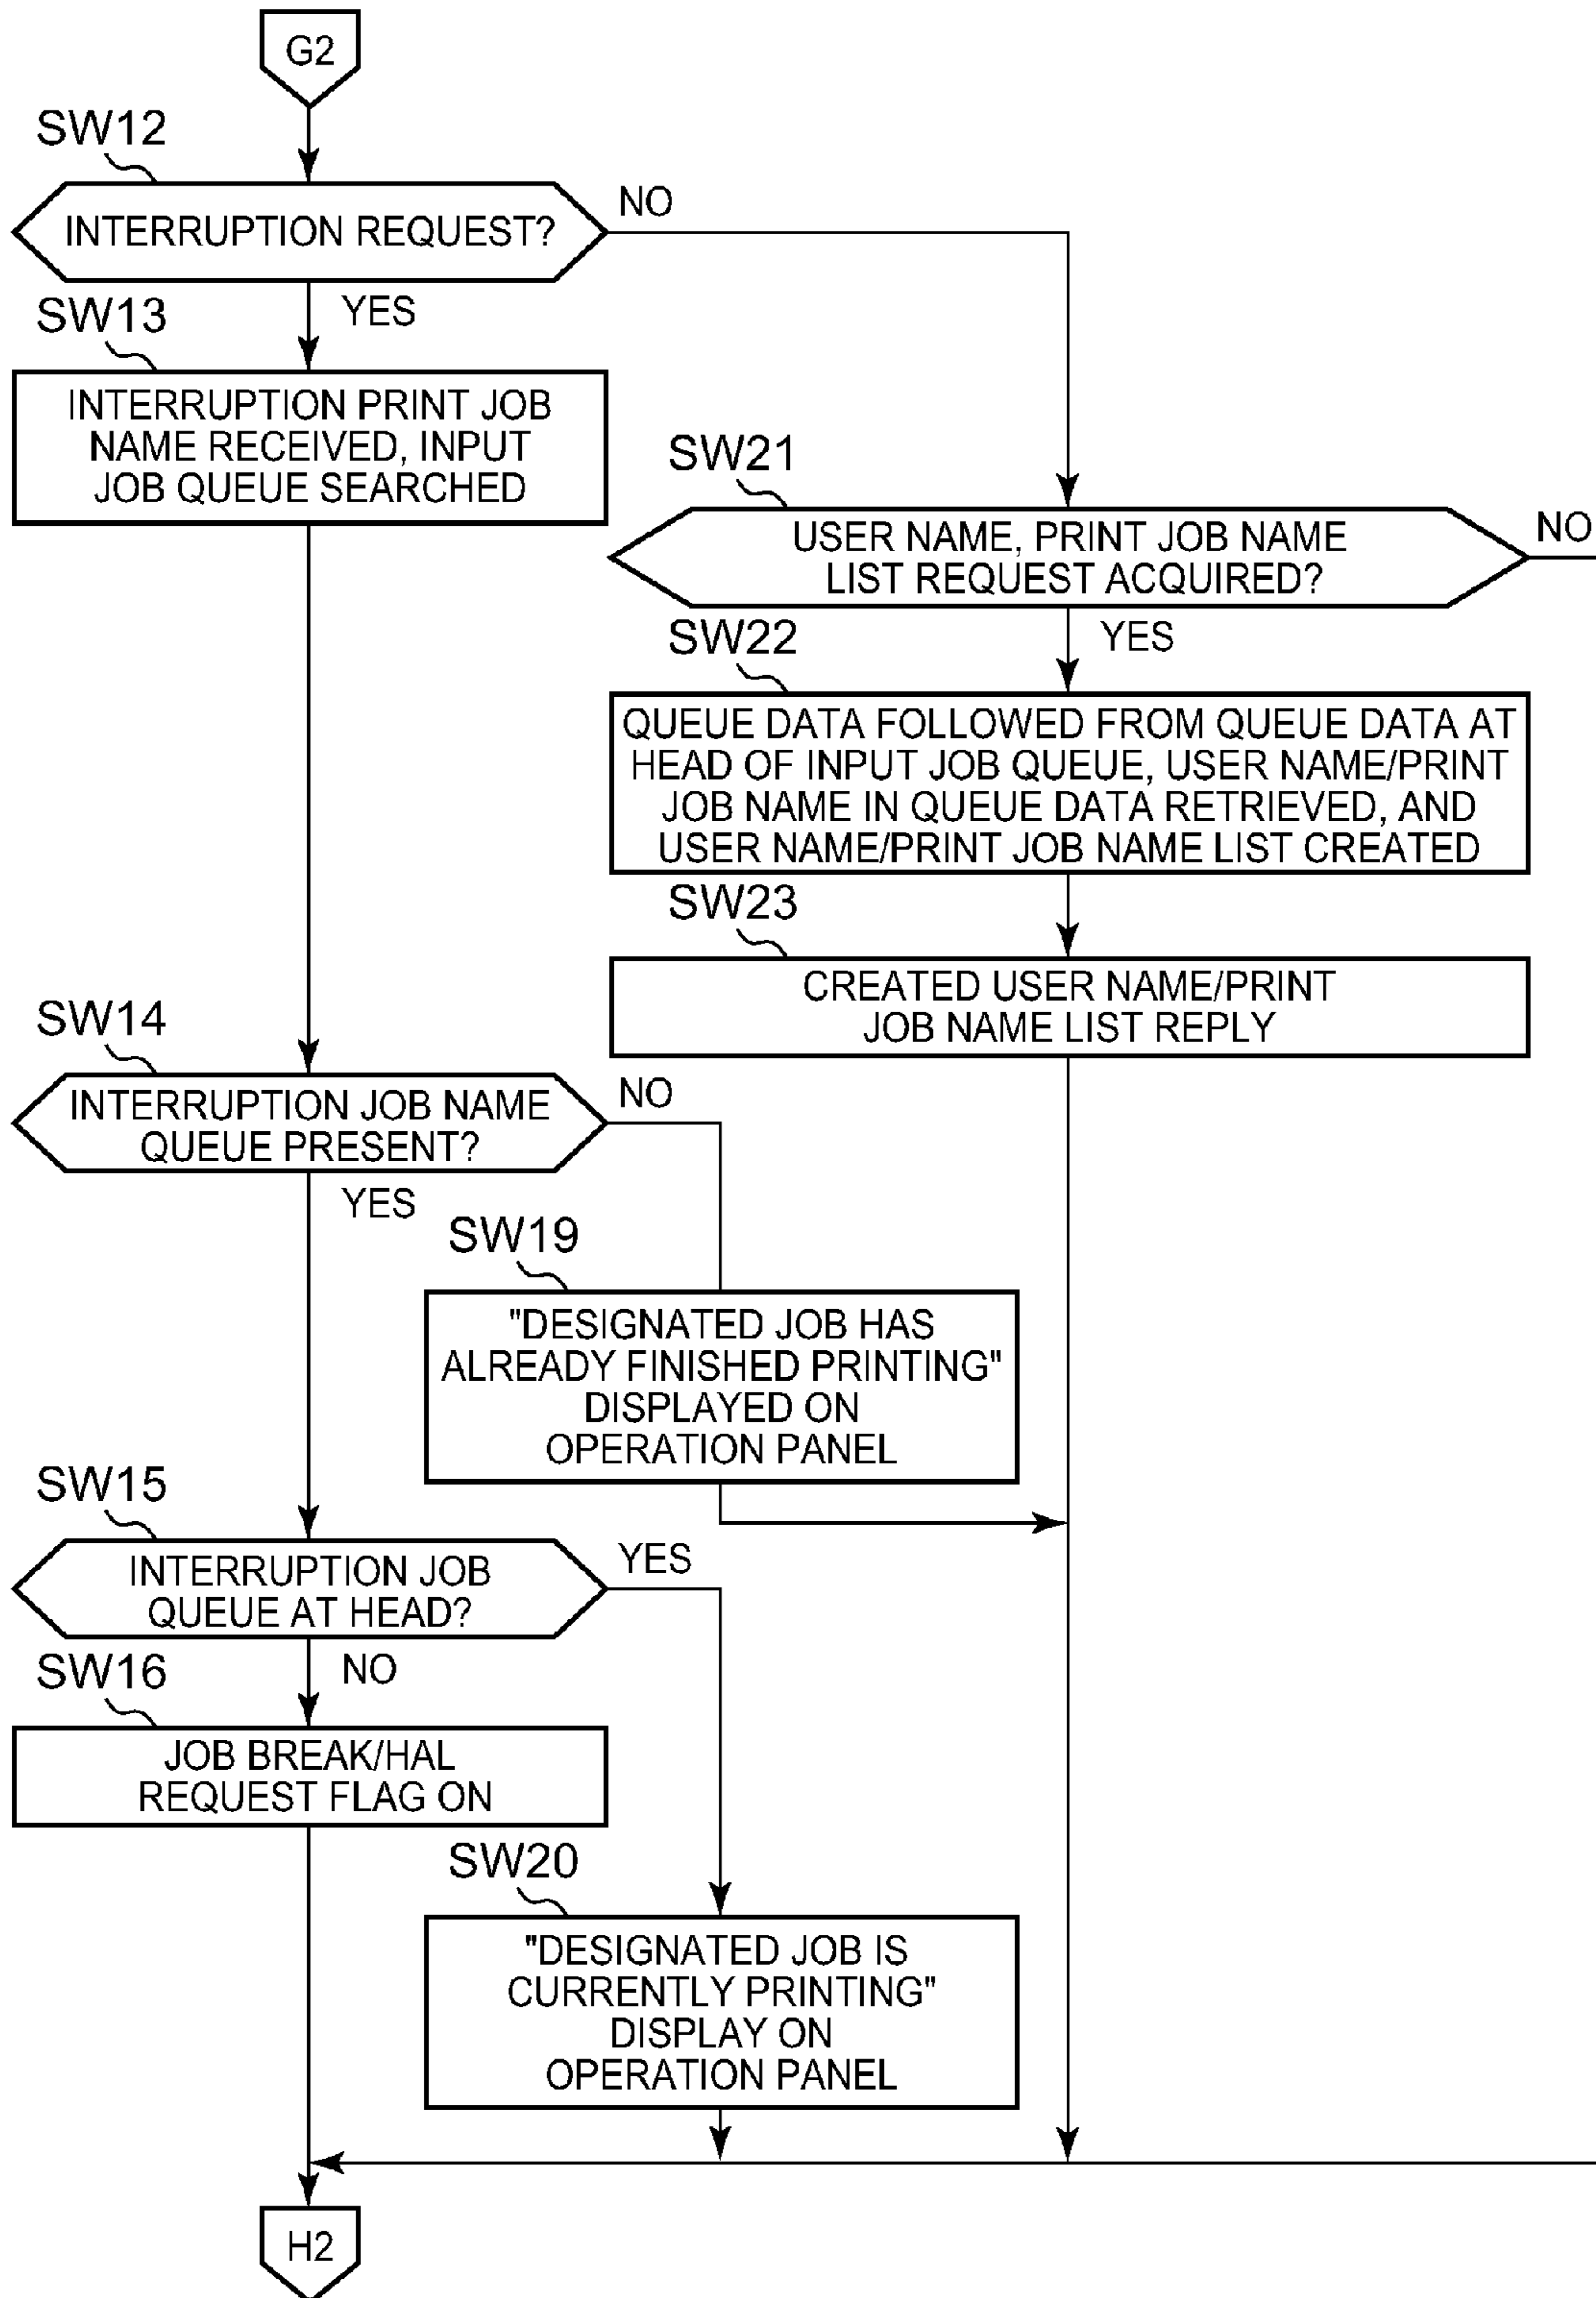 G2
SW12
INTERRUPTION REQUEST?
NO
YES
SW13
INTERRUPTION PRINT JOB
NAME RECEIVED, INPUT
JOB QUEUE SEARCHED
SW21
USER NAME, PRINT JOB NAME
LIST REQUEST ACQUIRED?
NO
YES
SW22
QUEUE DATA FOLLOWED FROM QUEUE DATA AT
HEAD OF INPUT JOB QUEUE, USER NAME/PRINT
JOB NAME IN QUEUE DATA RETRIEVED, AND
USER NAME/PRINT JOB NAME LIST CREATED
SW23
CREATED USER NAME/PRINT
JOB NAME LIST REPLY
SW14
INTERRUPTION JOB NAME
QUEUE PRESENT?
NO
YES
SW19
"DESIGNATED JOB HAS
ALREADY FINISHED PRINTING"
DISPLAYED ON
OPERATION PANEL
SW15
INTERRUPTION JOB
QUEUE AT HEAD?
YES
NO
SW16
JOB BREAK/HAL
REQUEST FLAG ON
SW20
"DESIGNATED JOB IS
CURRENTLY PRINTING"
DISPLAY ON
OPERATION PANEL
H2